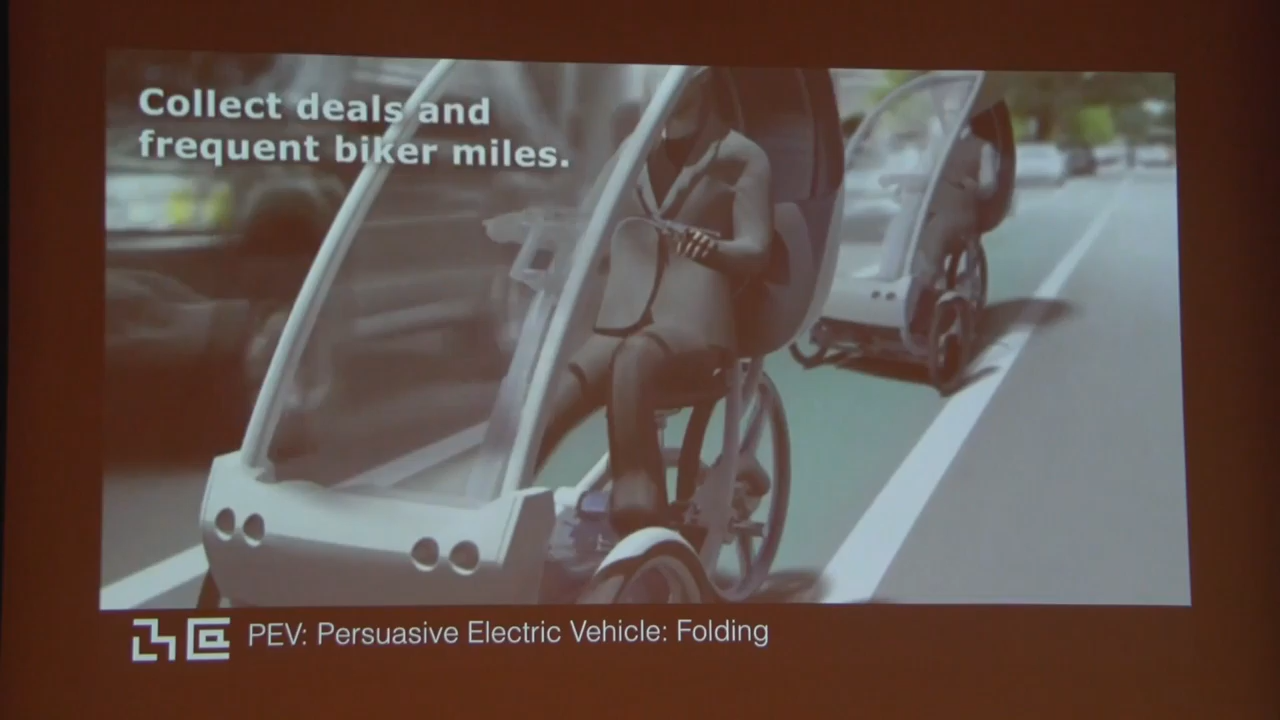 Collect deals and
frequent biker miles.
PEV: Persuasive Electric Vehicle: Folding